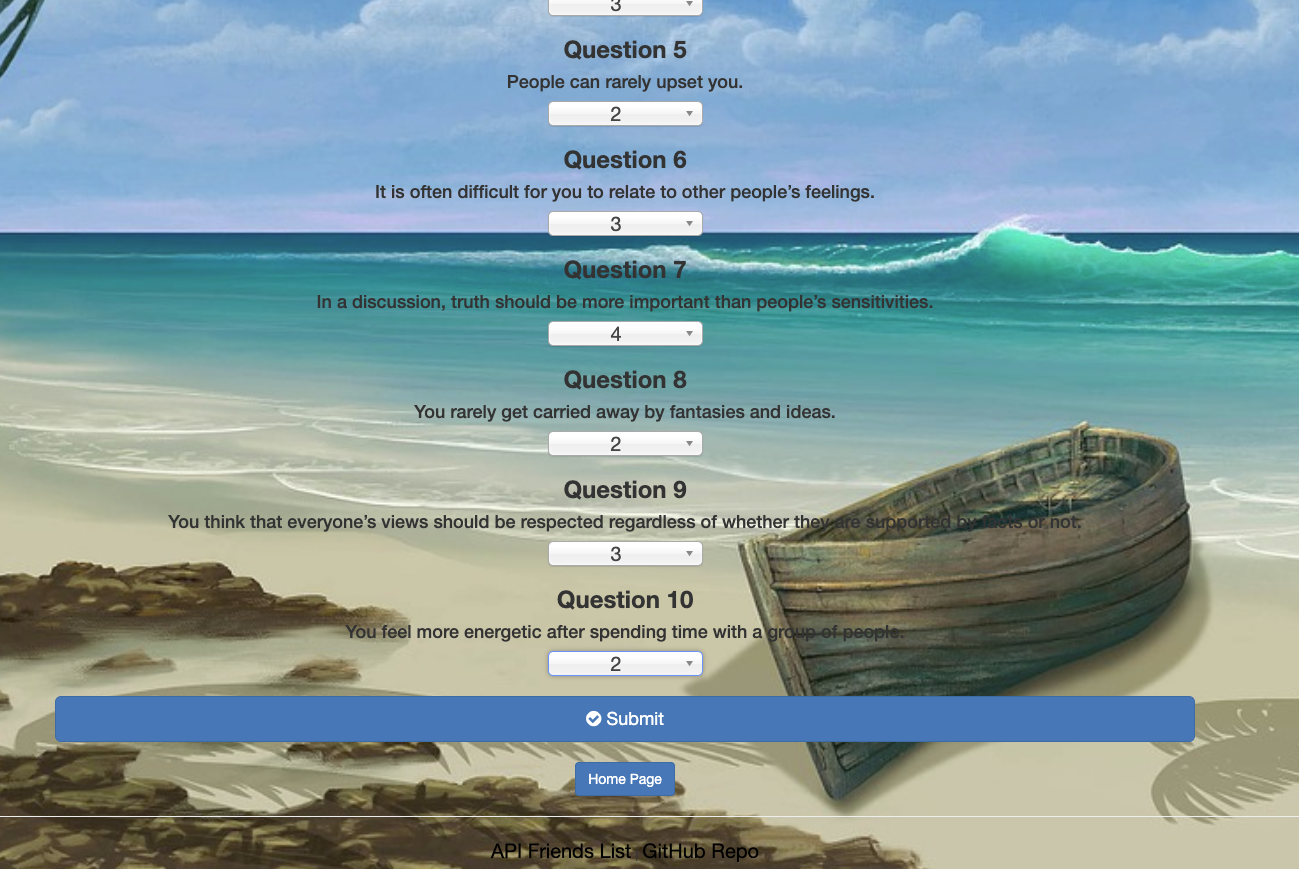 3
Question 5
People can rarely upset you.
2
Question 6
It is often difficult for you to relate to other people’s feelings.
3
Question 7
In a discussion, truth should be more important than people’s sensitivities.
4
Question 8
You rarely get carried away by fantasies and ideas.
2
Question 9
You think that everyone’s views should be respected regardless of whether they are supported by facts or not.
3
Question 10
You feel more energetic after spending time with a group of people.
2
Submit
Home Page
API Friends List GitHub Repo